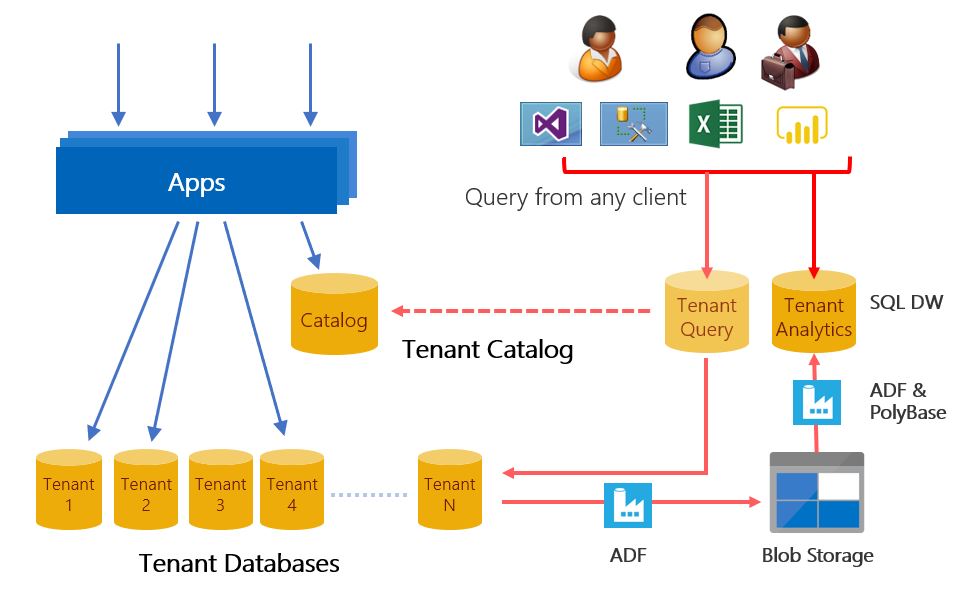 Apps
Query from any client
Catalog
Tenant Catalog
Tenant
Query
Tenant
Analytics
SQL DW
ADF &
PolyBase
Tenant
1
Tenant
2
Tenant
3
Tenant
4
Tenant
N
Tenant Databases
ADF
Blob Storage